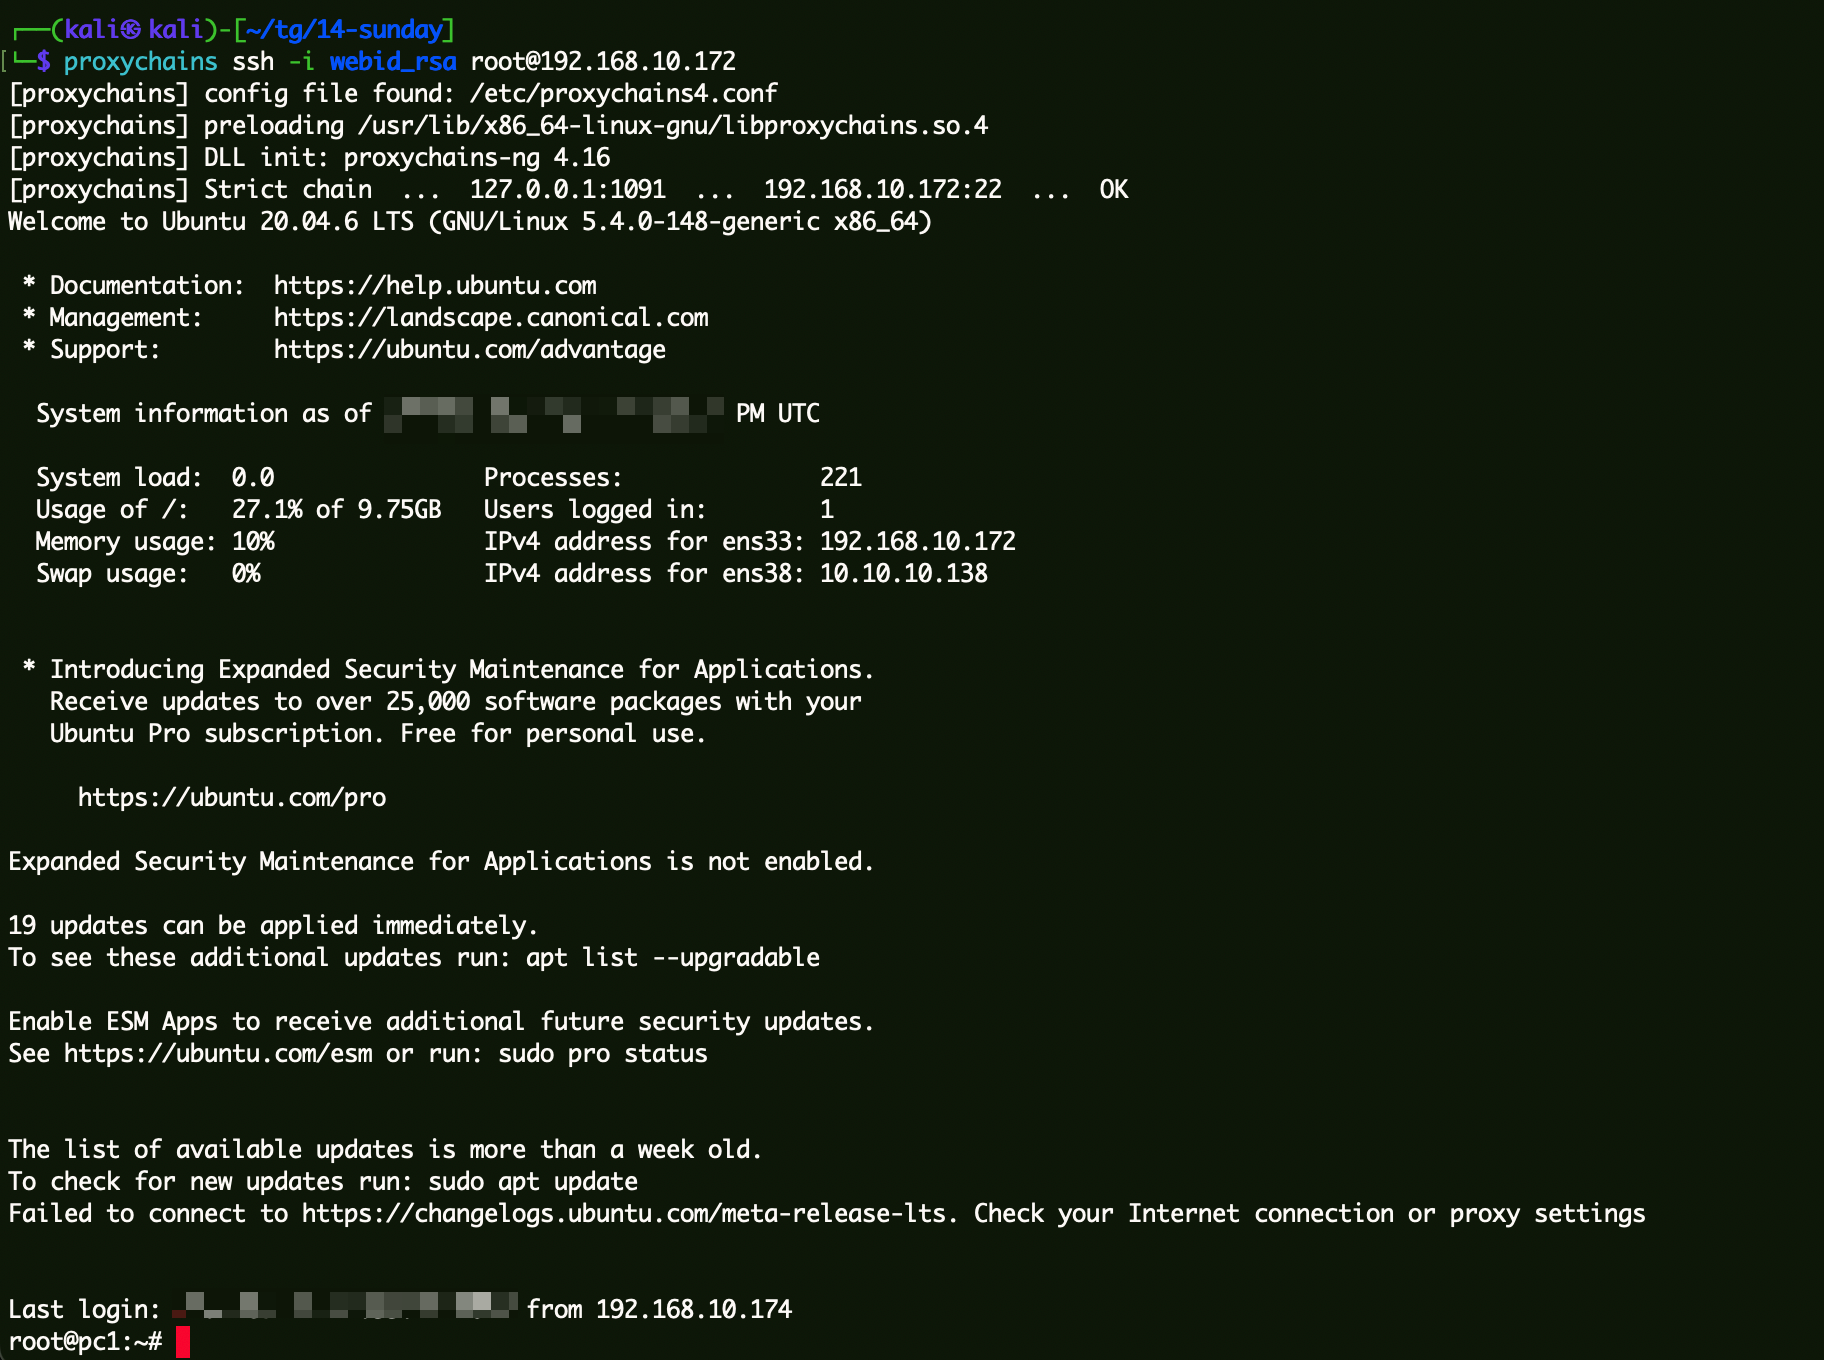 ┌──(kali㉿kali)-[~/tg/14-sunday]
└─$ proxychains ssh -i webid_rsa root@192.168.10.172
[proxychains] config file found: /etc/proxychains4.conf
[proxychains] preloading /usr/lib/x86_64-linux-gnu/libproxychains.so.4
[proxychains] DLL init: proxychains-ng 4.16
[proxychains] Strict chain  ...  127.0.0.1:1091  ...  192.168.10.172:22  ...  OK
Welcome to Ubuntu 20.04.6 LTS (GNU/Linux 5.4.0-148-generic x86_64)
* Documentation:  https://help.ubuntu.com
* Management:     https://landscape.canonical.com
* Support:        https://ubuntu.com/advantage
System information as of PM UTC
System load:  0.0               Processes:              221
Usage of /:   27.1% of 9.75GB   Users logged in:        1
Memory usage: 10%               IPv4 address for ens33: 192.168.10.172
Swap usage:   0%                IPv4 address for ens38: 10.10.10.138
* Introducing Expanded Security Maintenance for Applications.
Receive updates to over 25,000 software packages with your
Ubuntu Pro subscription. Free for personal use.
https://ubuntu.com/pro
Expanded Security Maintenance for Applications is not enabled.
19 updates can be applied immediately.
To see these additional updates run: apt list --upgradable
Enable ESM Apps to receive additional future security updates.
See https://ubuntu.com/esm or run: sudo pro status
The list of available updates is more than a week old.
To check for new updates run: sudo apt update
Failed to connect to https://changelogs.ubuntu.com/meta-release-lts. Check your Internet connection or proxy settings
Last login: from 192.168.10.174
root@pc1:~#